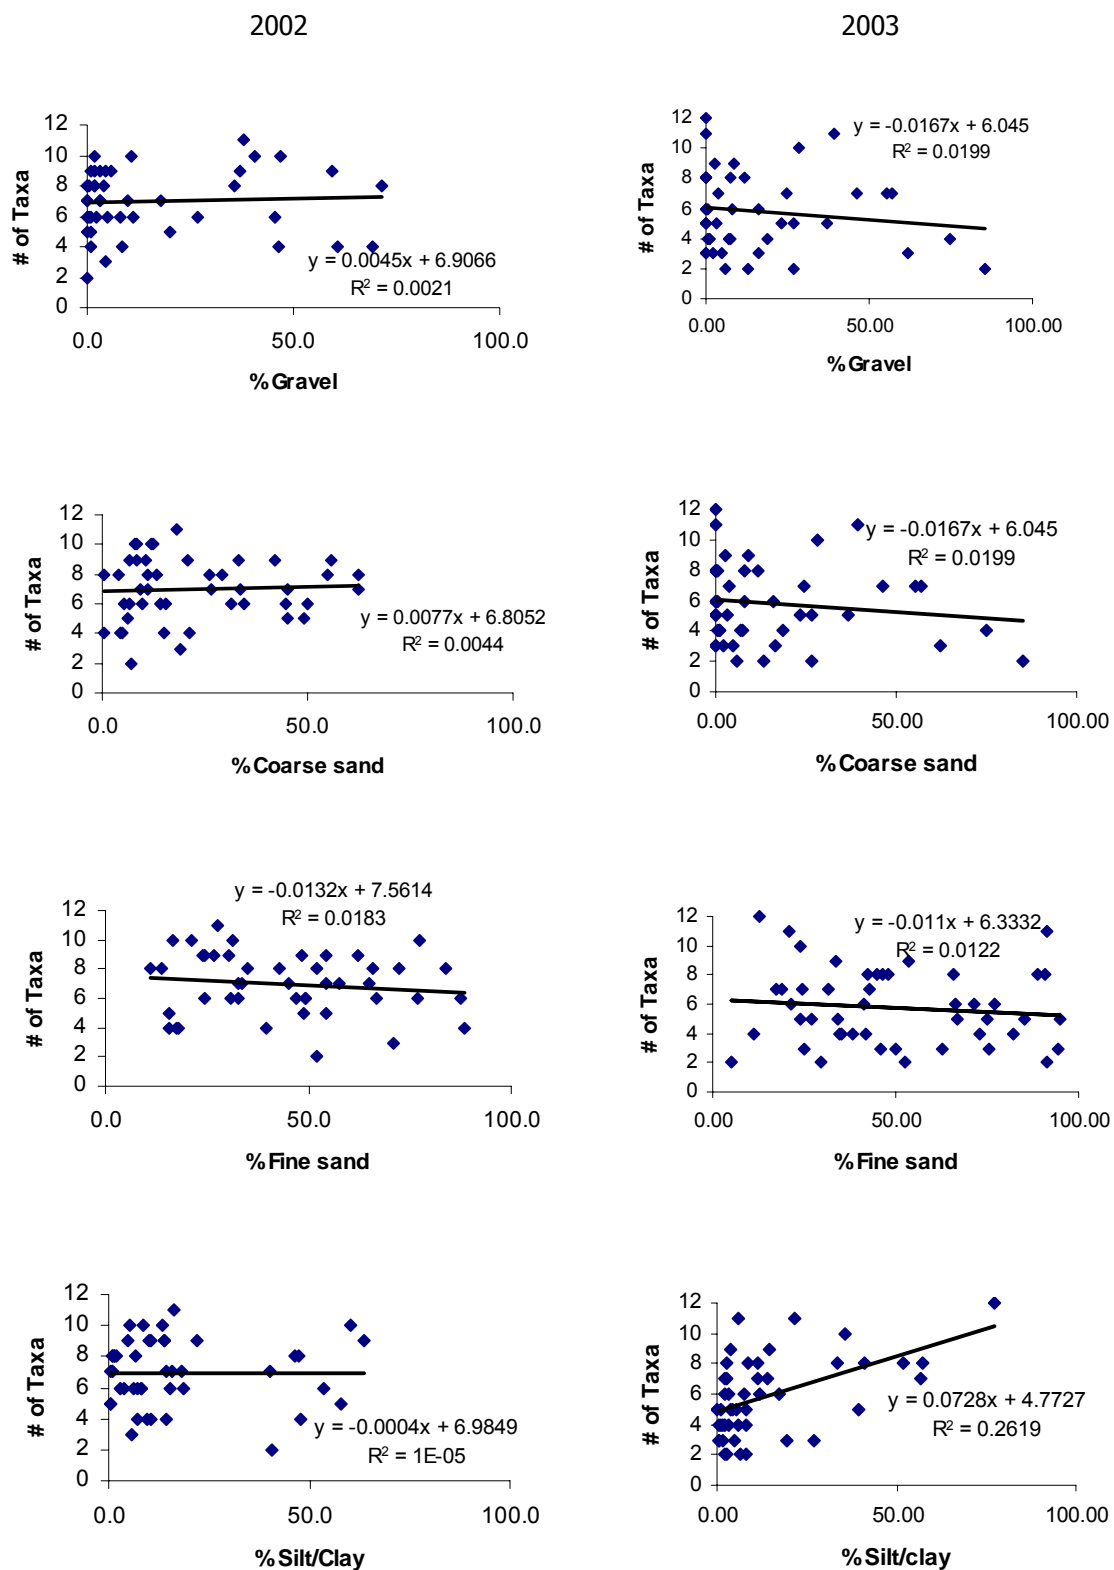 2002
2003
# of Taxa
12
10
8
6
4
2
0
y = 0.0045x + 6.9066
R² = 0.0021
0.0
50.0
100.0
%Gravel
# of Taxa
12
10
8
6
4
2
0
y = -0.0167x + 6.045
R² = 0.0199
0.00
50.00
100.00
%Gravel
# of Taxa
12
10
8
6
4
2
0
y = 0.0077x + 6.8052
R² = 0.0044
0.0
50.0
100.0
%Coarse sand
# of Taxa
12
10
8
6
4
2
0
y = -0.0167x + 6.045
R² = 0.0199
0.00
50.00
100.00
%Coarse sand
# of Taxa
12
10
8
6
4
2
0
y = -0.0132x + 7.5614
R² = 0.0183
0.0
50.0
100.0
%Fine sand
# of Taxa
12
10
8
6
4
2
0
y = -0.011x + 6.3332
R² = 0.0122
0.00
50.00
100.00
%Fine sand
# of Taxa
12
10
8
6
4
2
0
y = -0.0004x + 6.9849
R² = 1E-05
0.0
50.0
100.0
%Silt/Clay
# of Taxa
12
10
8
6
4
2
0
y = 0.0728x + 4.7727
R² = 0.2619
0.00
50.00
100.00
%Silt/clay